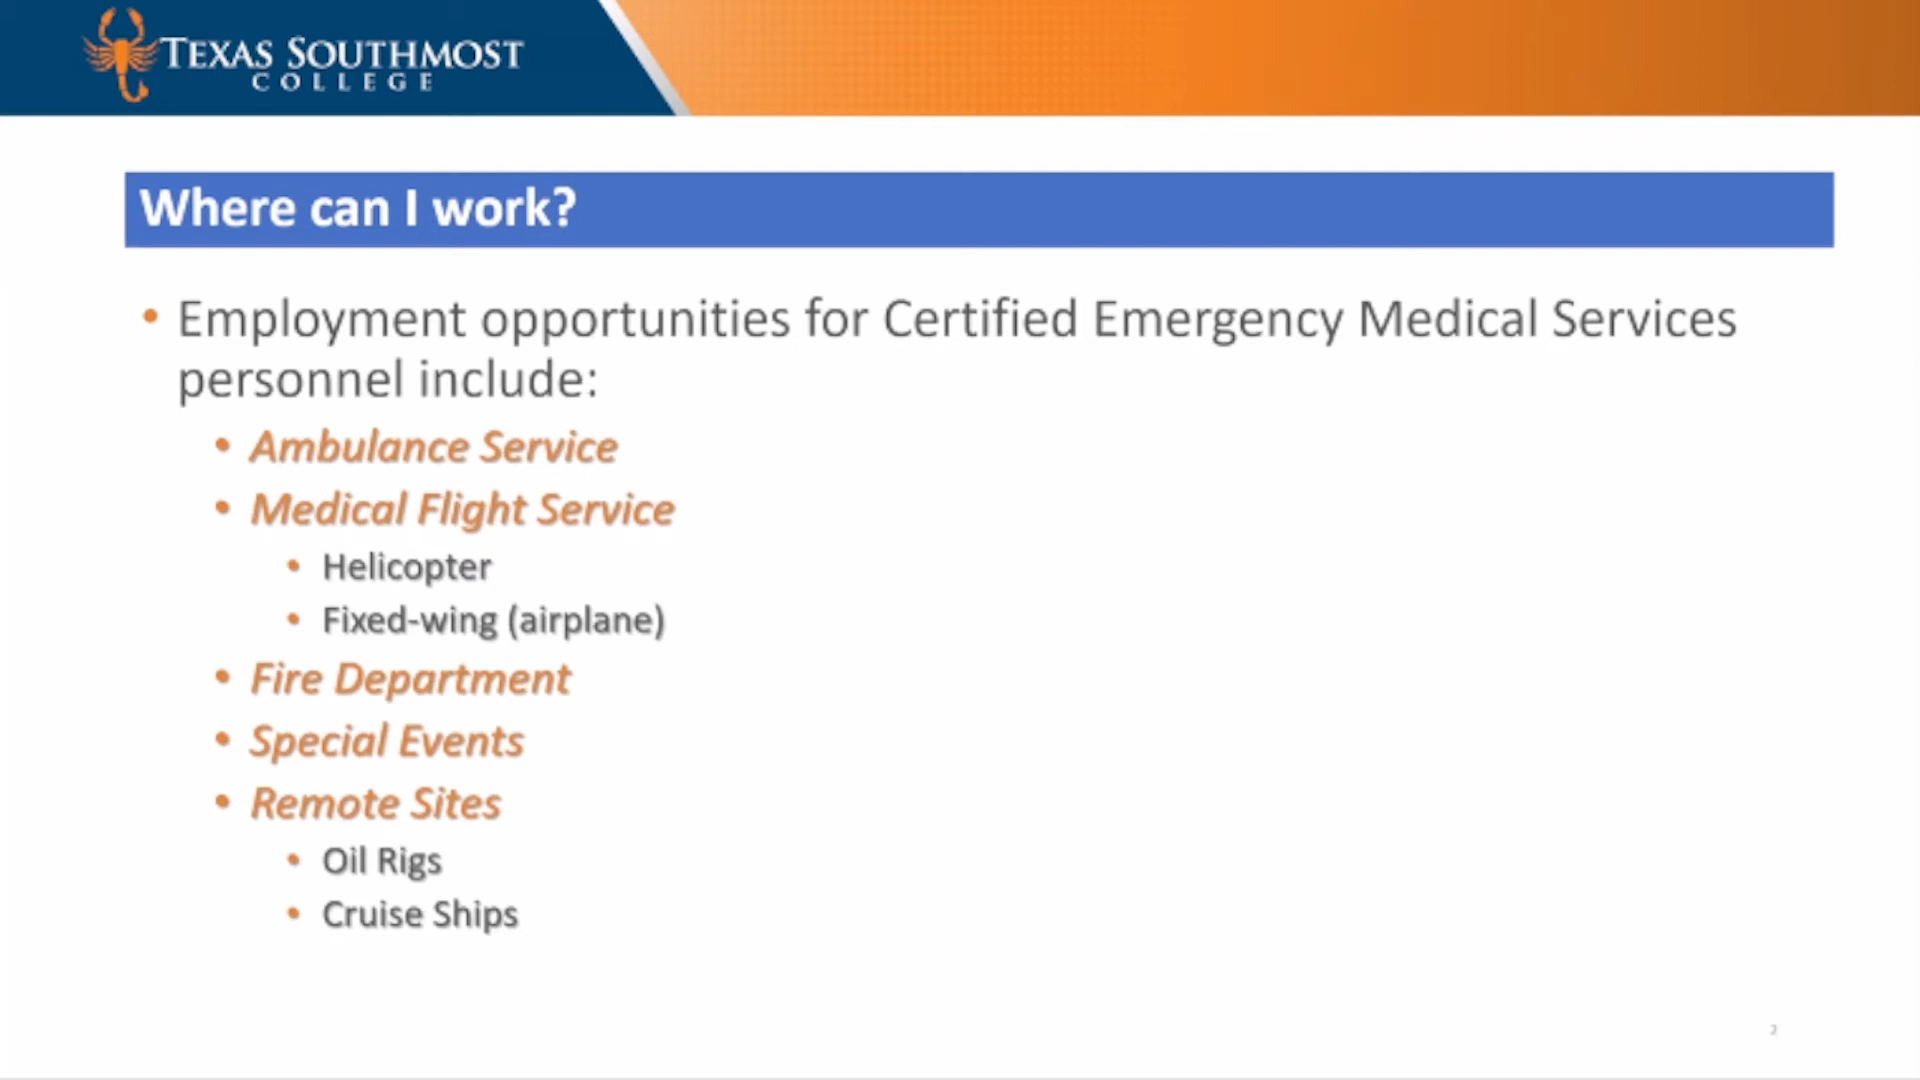 TEXAS SOUTHMOST
COLLEGE
Where can I work?
• Employment opportunities for Certified Emergency Medical Services
personnel include:
• Ambulance Service
• Medical Flight Service
• Helicopter
• Fixed-wing (airplane)
• Fire Department
• Special Events
• Remote Sites
• Oil Rigs
• Cruise Ships
2